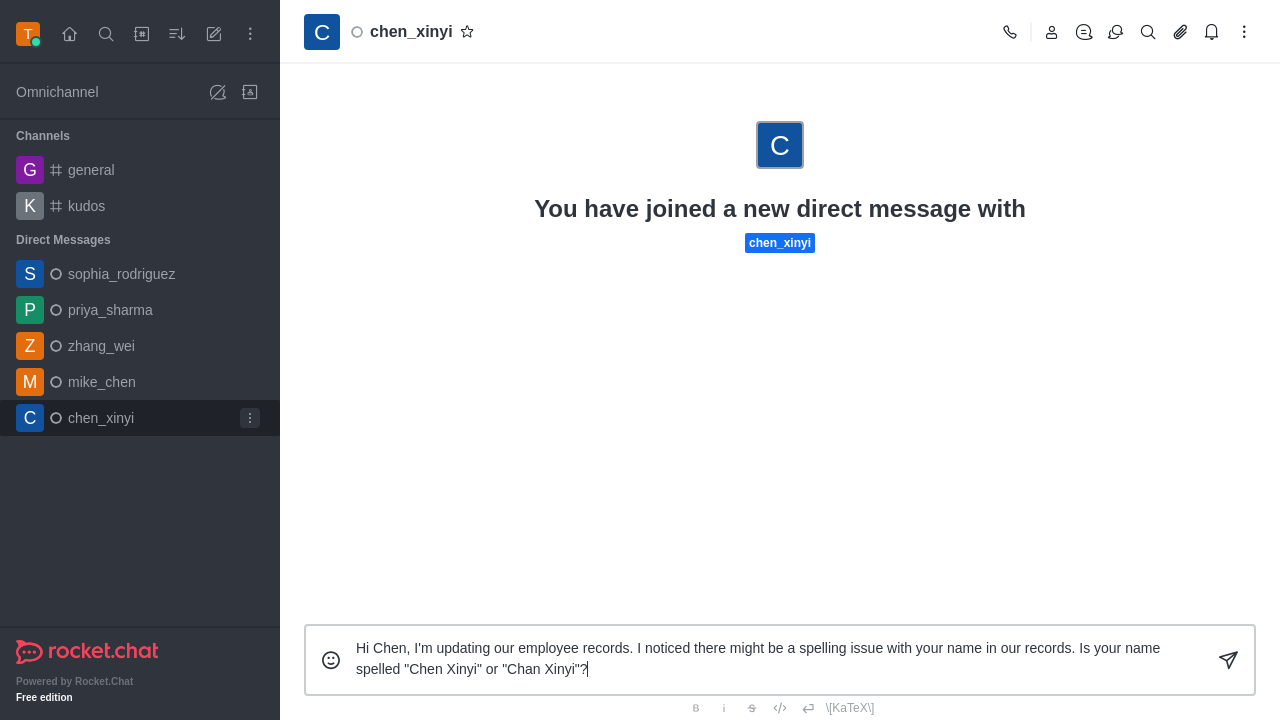 T
Omnichannel
Channels
G general
K kudos
Direct Messages
S sophia_rodriguez
P priya_sharma
Z zhang_wei
M mike_chen
C chen_xinyi
rocket.chat
Powered by Rocket.Chat
Free edition
C chen_xinyi
C
You have joined a new direct message with
chen_xinyi
Hi Chen, I'm updating our employee records. I noticed there might be a spelling issue with your name in our records. Is your name
spelled "Chen Xinyi" or "Chan Xinyi"?
B i S \[KaTeX\]